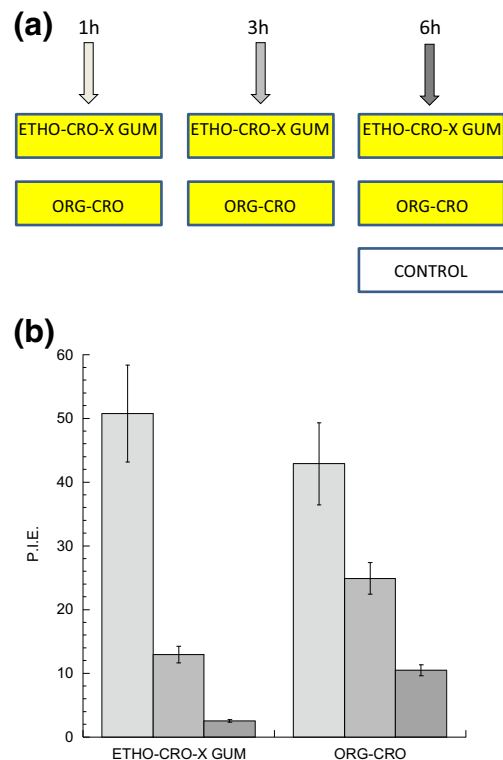 (a)
1h 3h 6h
ETHO-CRO-X GUM ETHO-CRO-X GUM ETHO-CRO-X GUM
ORG-CRO ORG-CRO ORG-CRO
CONTROL
(b)
60
50
40
30
20
10
0
P.I.E.
ETHO-CRO-X GUM ORG-CRO